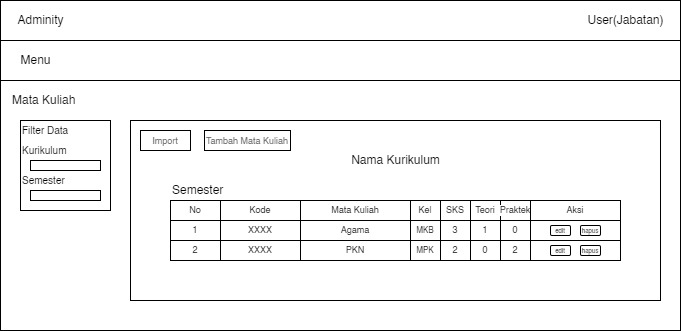 Adminity User(Jabatan)
Menu
Mata Kuliah
Filter Data
Kurikulum
Semester
Import Tambah Mata Kuliah
Nama Kurikulum
Semester
No Kode Mata Kuliah Kel SKS Teori Praktek Aksi
1 XXXX Agama MKB 3 1 0 edit hapus
2 XXXX PKN MPK 2 0 2 edit hapus